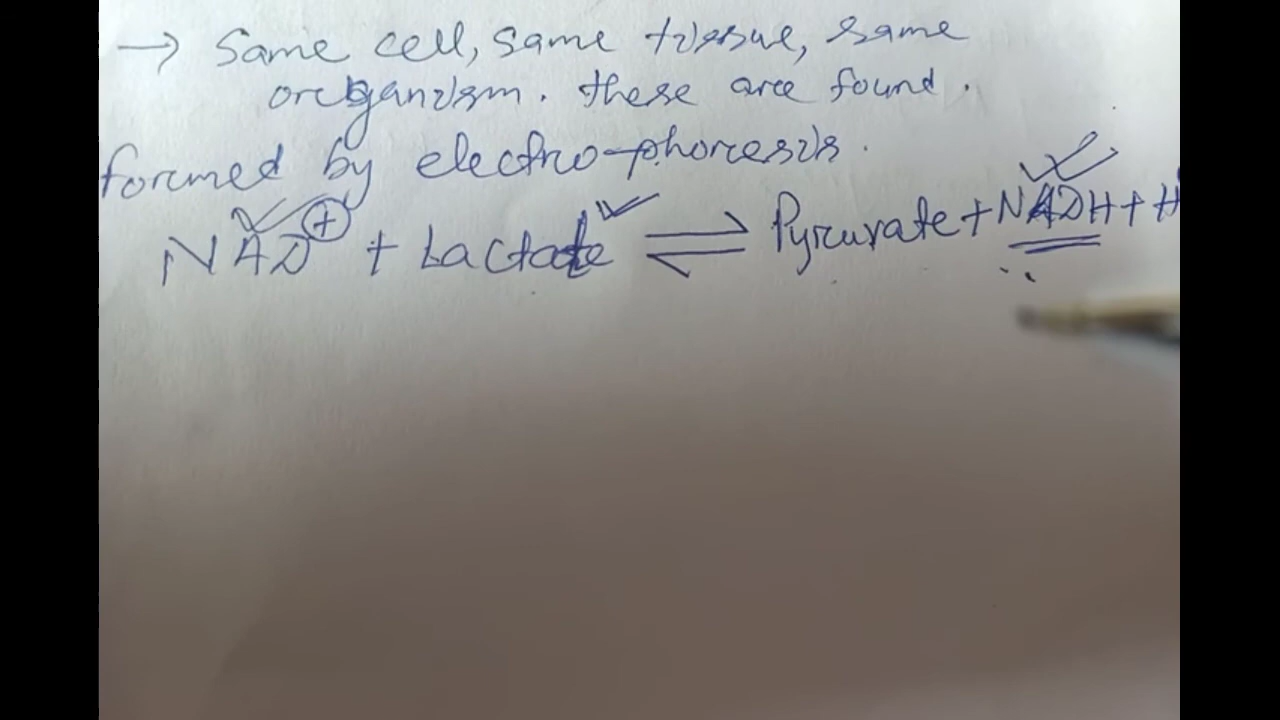 → Same cell, same tissue, same
organism. these are found.
formed by electro-phoresis.
NAD+ + Lactate ⇌ Pyruvate + NADH + H